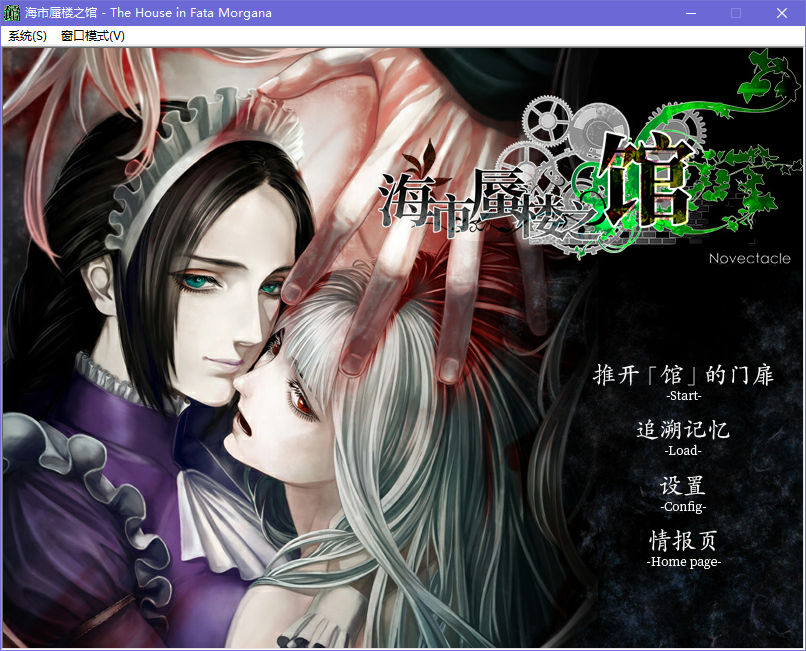 海市蜃楼之馆 - The House in Fata Morgana
系统(S) 窗口模式(V)
海市蜃楼之馆
Novectacle
推开「馆」的门扉
-Start-
追溯记忆
-Load-
设置
-Config-
情报页
-Home page-